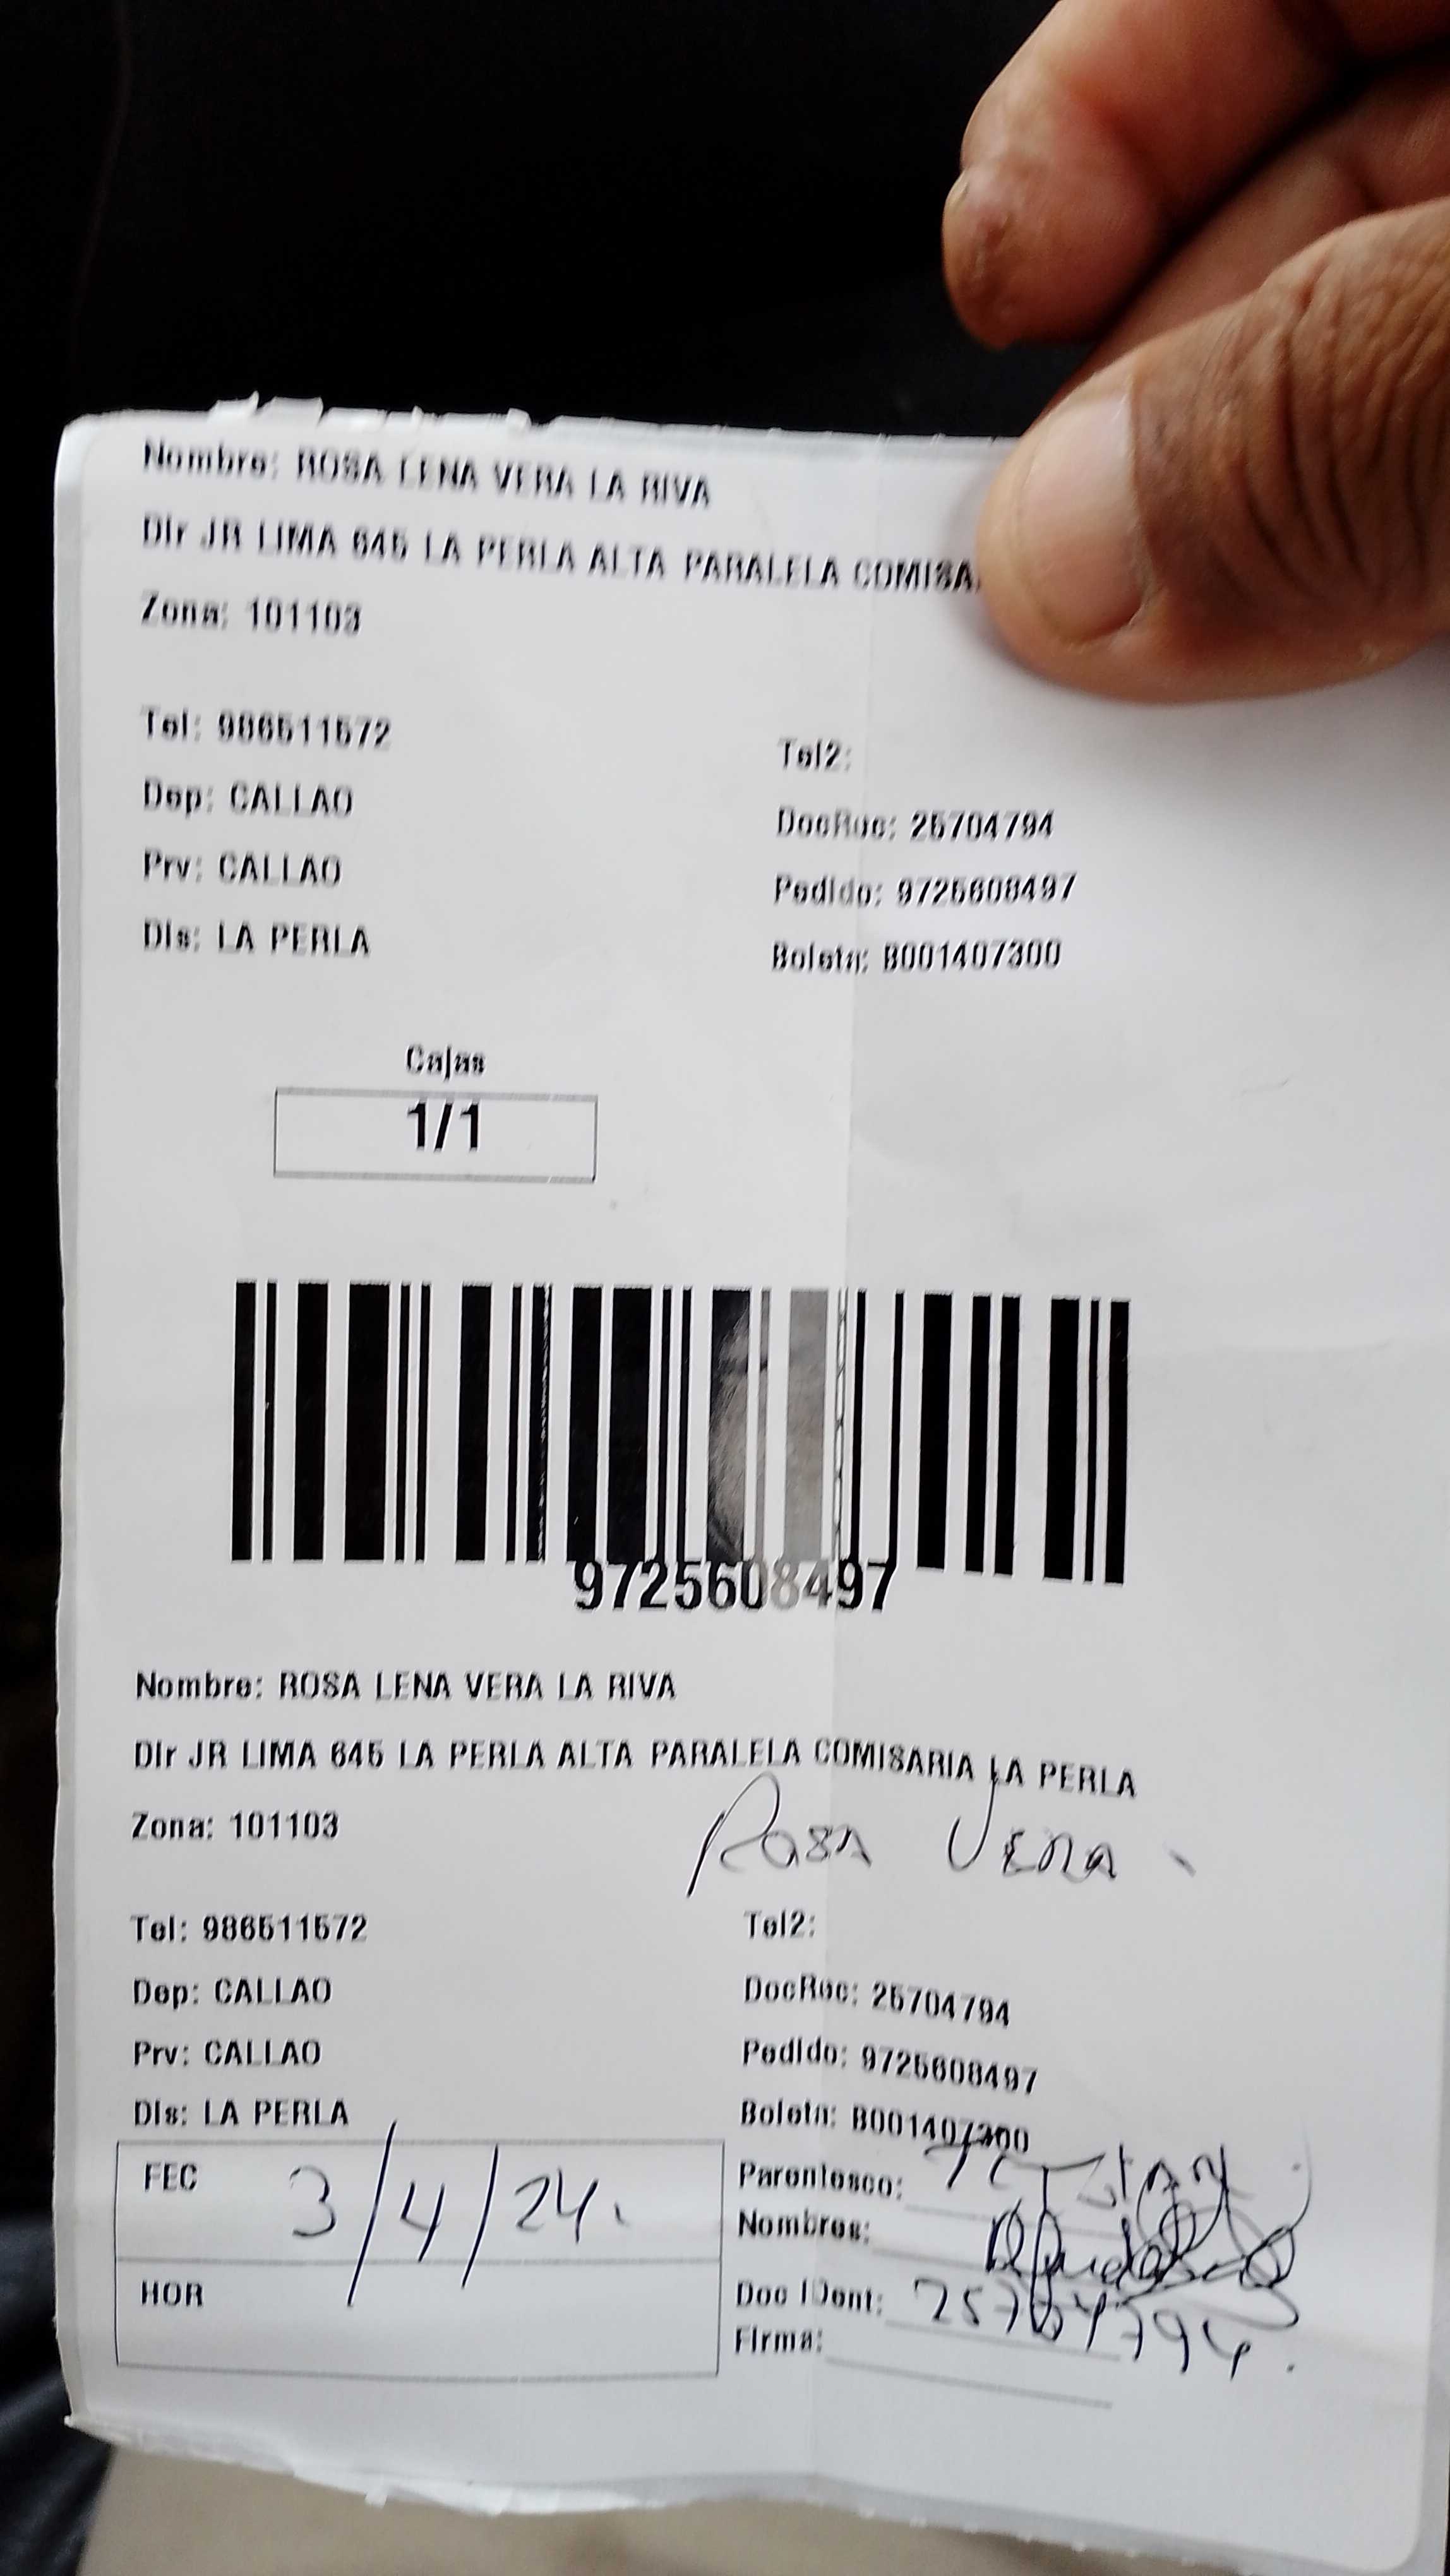 Nombre: ROSA LENA VERA LA RIVA
Dir JR LIMA 645 LA PERLA ALTA PARALELA COMISA
Zona: 101103
Tel: 986511572
Tel2:
Dep: CALLAO
DocRuc: 25704794
Prv: CALLAO
Pedido: 9725608497
Dis: LA PERLA
Boleta: B001407300
Cajas
1/1
9725608497
Nombre: ROSA LENA VERA LA RIVA
Dir JR LIMA 645 LA PERLA ALTA PARALELA COMISARIA LA PERLA
Zona: 101103
Rosa Vera
Tel: 986511572
Tel2:
Dep: CALLAO
DocRuc: 25704794
Prv: CALLAO
Pedido: 9725608497
Dis: LA PERLA
Boleta: B001407300
FEC 3/4/24.
Parentesco:
Nombres:
HOR
Doc IDent: 25704794.
Firma: